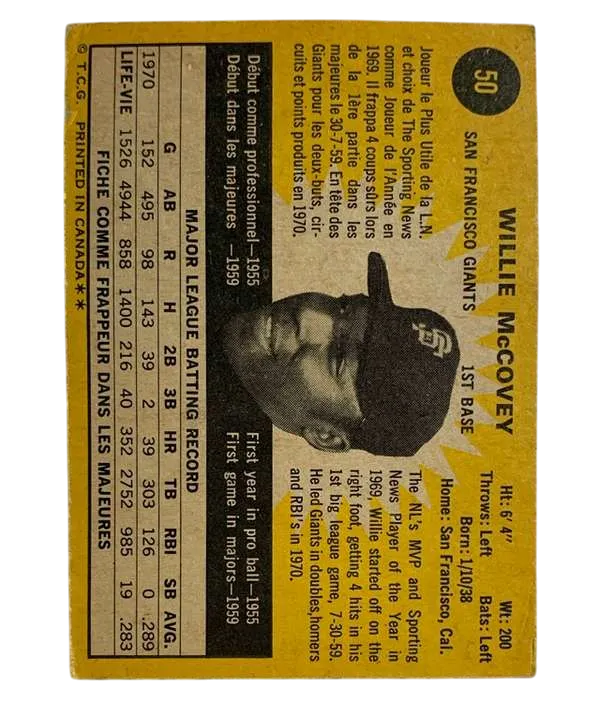 50
WILLIE McCOVEY
SAN FRANCISCO GIANTS 1ST BASE
Ht: 6'4" Wt: 200
Throws: Left Bats: Left
Born: 1/10/38
Home: San Francisco, Cal.
Joueur le Plus Utile de la L.N.
et choix de The Sporting News
comme Joueur de l'Année en
1969, Il frappa 4 coups sûrs lors
de la 1ère partie dans les
majeures le 30-7-59. En tête des
Giants pour les deux-buts, cir-
cuits et points produits en 1970.
SF
The NL's MVP and Sporting
News Player of the Year in
1969, Willie started off on the
right foot, getting 4 hits in his
1st big league game, 7-30-59.
He led Giants in doubles, homers
and RBI's in 1970.
Début comme professionnel—1955 First year in pro ball—1955
Début dans les majeures —1959 First game in majors—1959
MAJOR LEAGUE BATTING RECORD
G AB R H 2B 3B HR TB RBI SB AVG.
1970 152 495 98 143 39 2 39 303 126 0 .289
LIFE-VIE 1526 4944 858 1400 216 40 352 2752 985 19 .283
FICHE COMME FRAPPEUR DANS LES MAJEURES
© T.C.G. PRINTED IN CANADA**